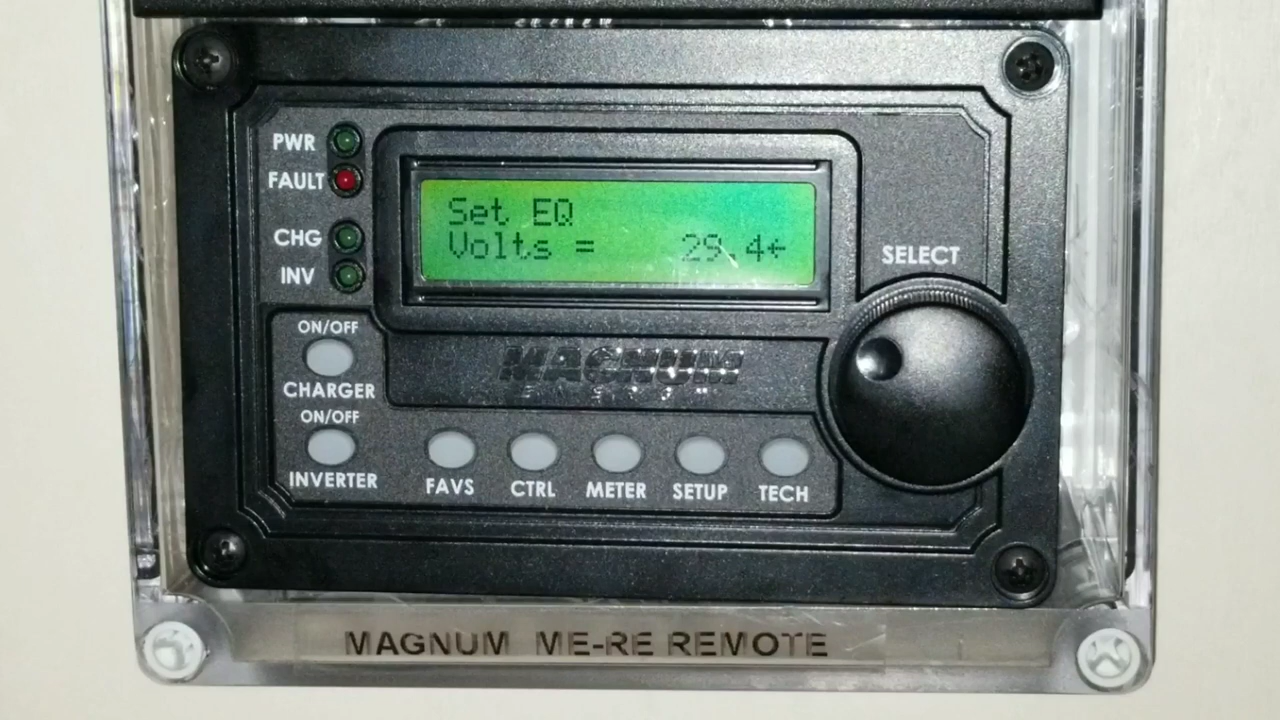 PWR
FAULT
CHG
INV
Set EQ
Volts = 29.4←
SELECT
ON/OFF
CHARGER
ON/OFF
INVERTER
MAGNUM
FAVS CTRL METER SETUP TECH
MAGNUM ME-RE REMOTE